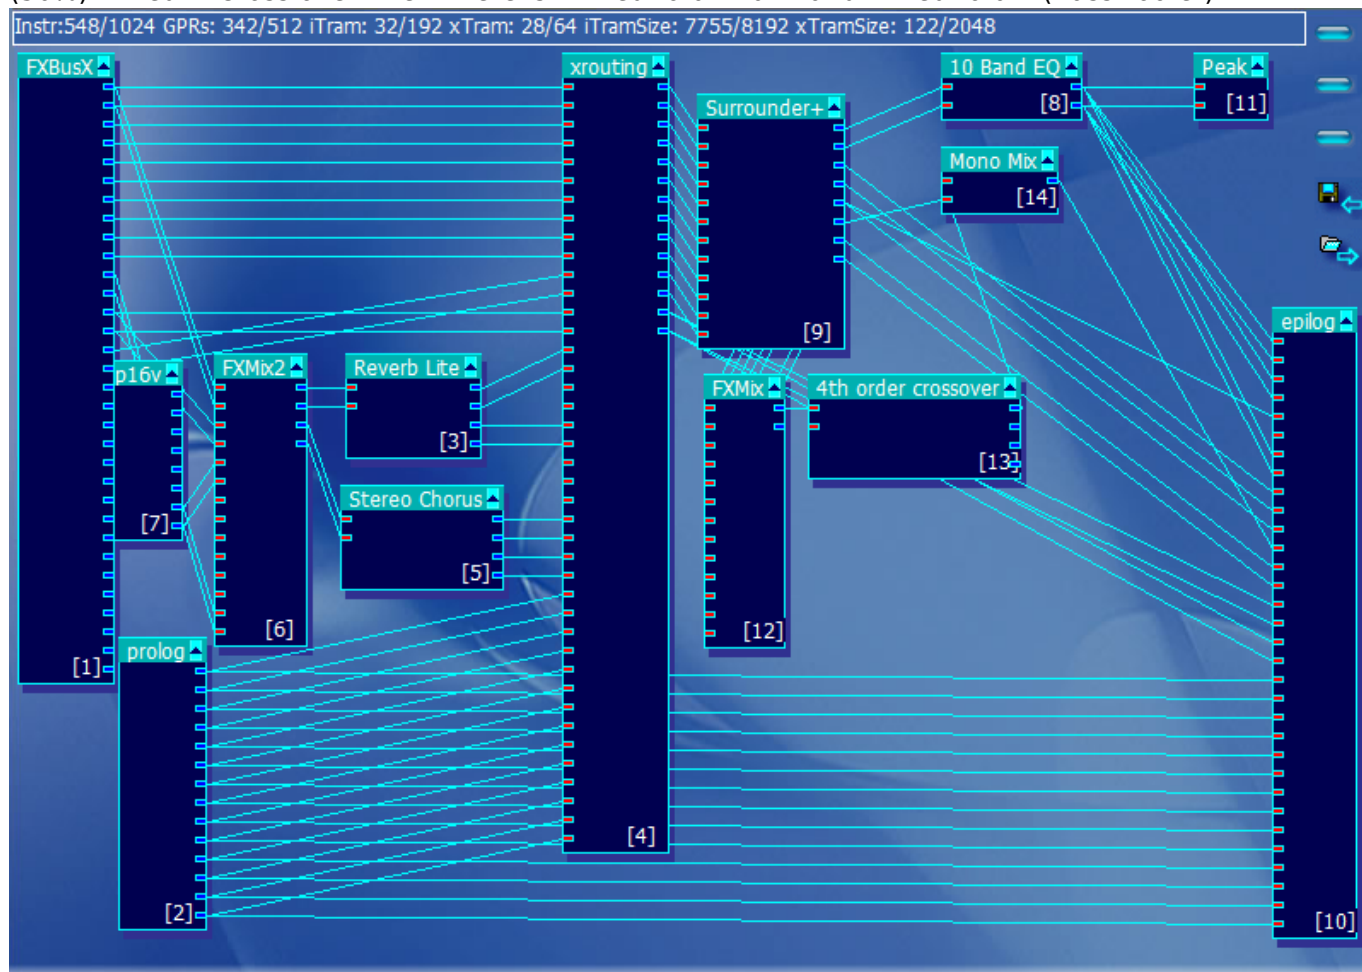 Instr:548/1024 GPRs: 342/512 iTram: 32/192 xTram: 28/64 iTramSize: 7755/8192 xTramSize: 122/2048
FXBusX
[1]
xrouting
[4]
Surrounder+
[9]
10 Band EQ
[8]
Peak
[11]
Mono Mix
[14]
epilog
[10]
p16v
[7]
FXMix2
[6]
Reverb Lite
[3]
Stereo Chorus
[5]
FXMix
[12]
4th order crossover
[13]
prolog
[2]